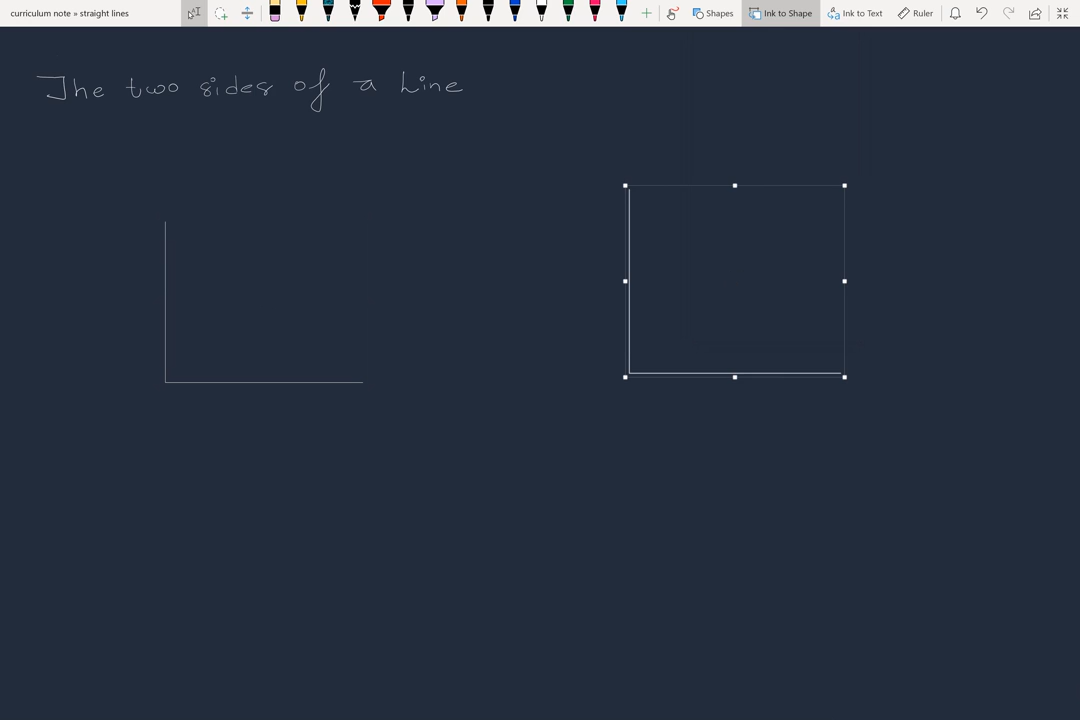 curriculum note » straight lines
Shapes
Ink to Shape
Ink to Text
Ruler
The two sides of a Line